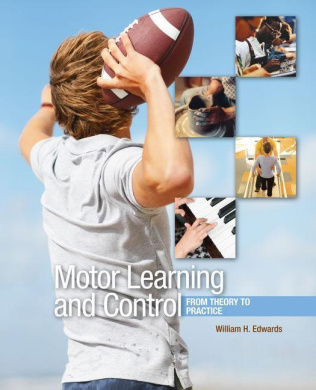 Motor Learning
and Control
FROM THEORY TO
PRACTICE
William H. Edwards